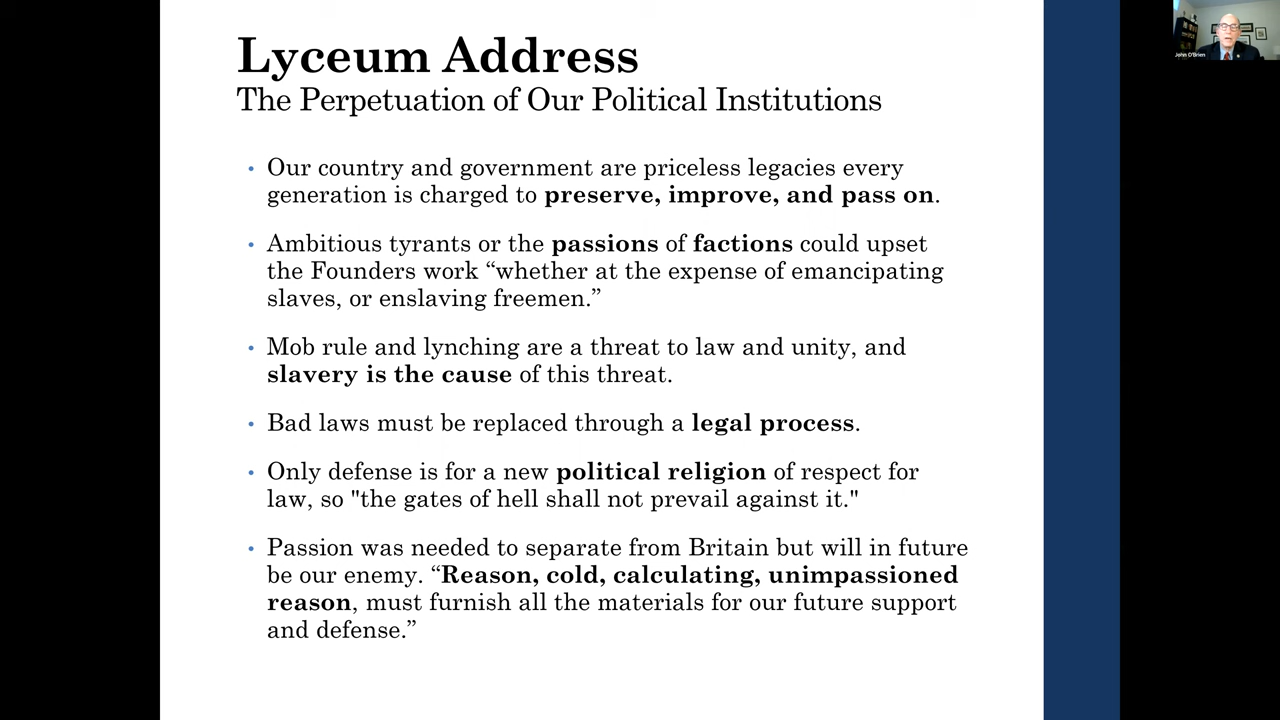 Lyceum Address
The Perpetuation of Our Political Institutions
• Our country and government are priceless legacies every
generation is charged to preserve, improve, and pass on.
• Ambitious tyrants or the passions of factions could upset
the Founders work “whether at the expense of emancipating
slaves, or enslaving freemen.”
• Mob rule and lynching are a threat to law and unity, and
slavery is the cause of this threat.
• Bad laws must be replaced through a legal process.
• Only defense is for a new political religion of respect for
law, so "the gates of hell shall not prevail against it."
• Passion was needed to separate from Britain but will in future
be our enemy. “Reason, cold, calculating, unimpassioned
reason, must furnish all the materials for our future support
and defense.”
John O'Brien